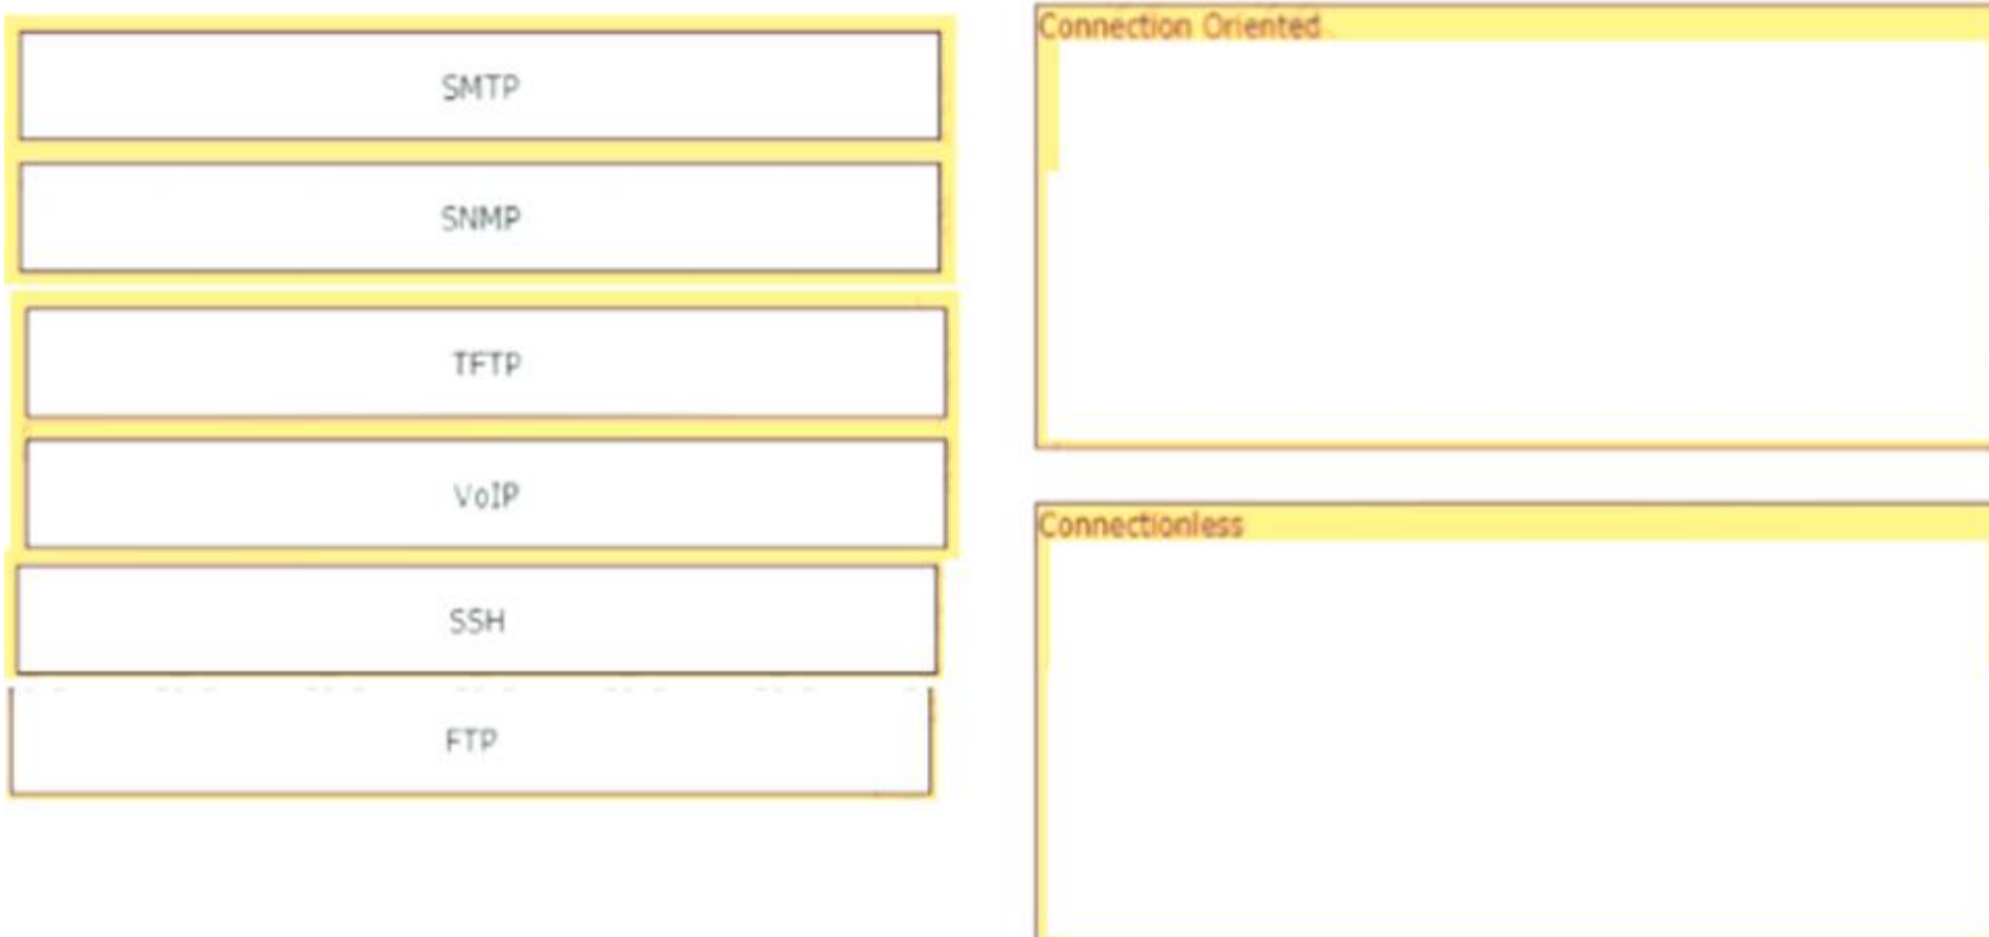 SMTP
SNMP
TFTP
VoIP
SSH
FTP
Connection Oriented
Connectionless